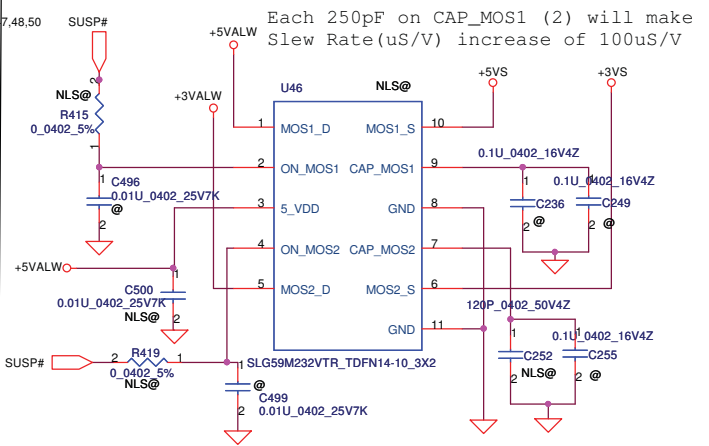 7,48,50
SUSP#
+5VALW
Each 250pF on CAP_MOS1 (2) will make
Slew Rate(uS/V) increase of 100uS/V
2
NLS@
R415
0_0402_5%
1
+3VALW
U46
NLS@
+5VS
+3VS
1
MOS1_D
MOS1_S
10
2
ON_MOS1
CAP_MOS1
9
0.1U_0402_16V4Z
1
C496
0.01U_0402_25V7K
@
2
3
5_VDD
GND
8
1
C236
@
2
0.1U_0402_16V4Z
1
C249
@
2
4
ON_MOS2
CAP_MOS2
7
+5VALW
1
C500
0.01U_0402_25V7K
NLS@
2
5
MOS2_D
MOS2_S
6
120P_0402_50V4Z
GND
11
SUSP#
2
R419
1
0_0402_5%
NLS@
SLG59M232VTR_TDFN14-10_3X2
1
@
C499
2
0.01U_0402_25V7K
1
C252
2
NLS@
0.1U_0402_16V4Z
1
C255
2
@